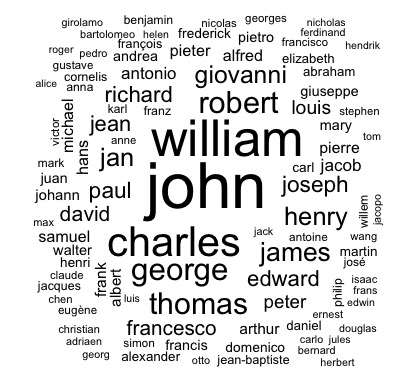 girolamo benjamin nicolas georges nicholas
bartolomeo helen frederick pietro ferdinand
roger pedro françois andrea pieter alfred francisco hendrik
gustave elizabeth
cornelis antonio giovanni abraham
alice anna richard robert giuseppe
michael karl franz louis stephen
victor jean william mary tom
hans anne pierre
mark jan carl jacob
juan john joseph
johann paul willem jacopo
max david henry
samuel charles jack antoine wang
walter james martin
henri frank george josé
claude albert edward philip isaac
jacques luis frans
chen thomas peter edwin
eugène ernest
christian francesco arthur daniel douglas
adriaen simon francis domenico carlo jules
georg alexander otto jean-baptiste bernard
herbert